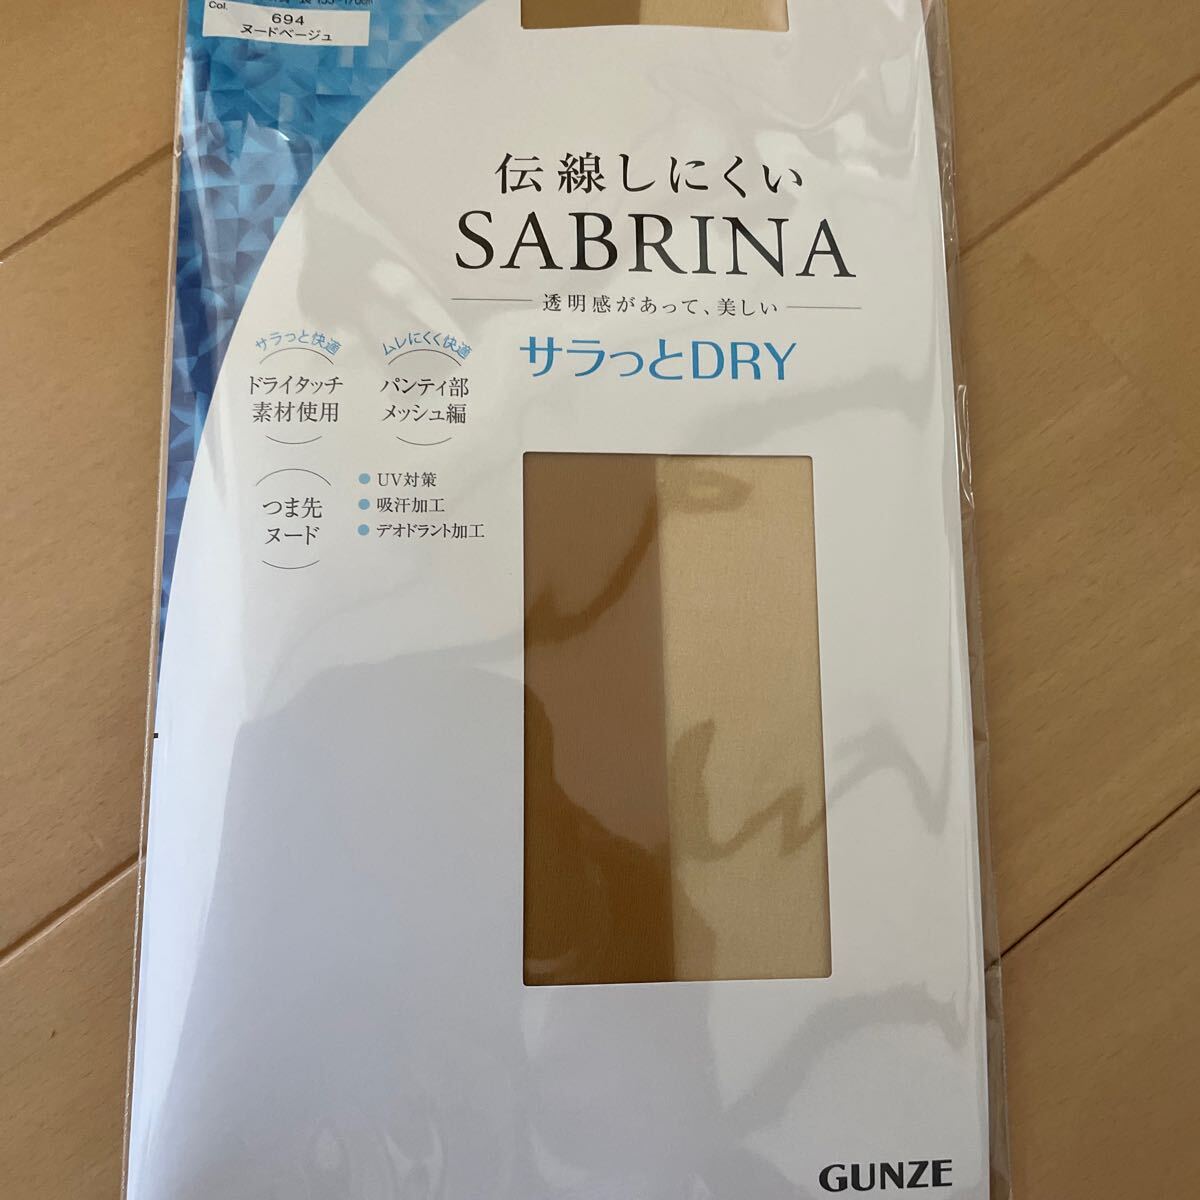 Col.
694
ヌードベージュ
伝線しにくい
SABRINA
透明感があって、美しい
サラっとDRY
サラっと快適
ドライタッチ
素材使用
ムレにくく快適
パンティ部
メッシュ編
つま先
ヌード
UV対策
吸汗加工
デオドラント加工
GUNZE